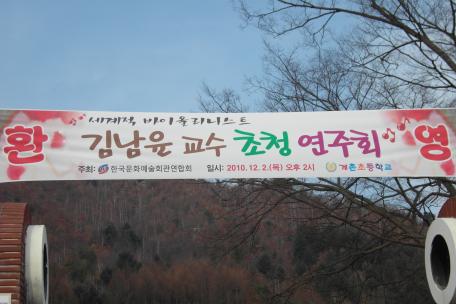 세계적 바이올리니스트
환 김남윤 교수 초청 연주회 영
주최: 한국문화예술회관연합회 일시: 2010. 12. 2.(목) 오후 2시 계촌초등학교